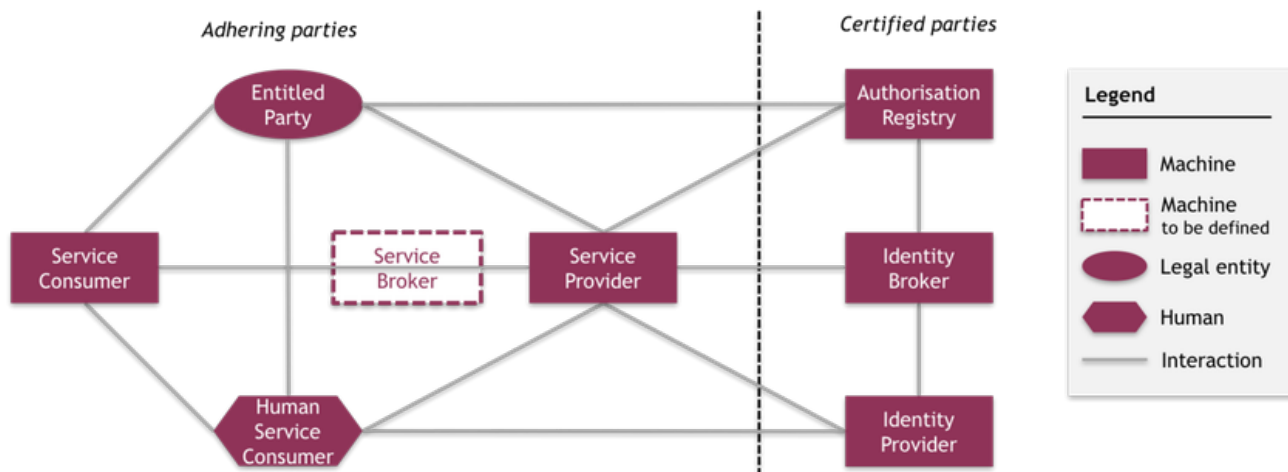 Adhering parties
Certified parties
Entitled
Party
Authorisation
Registry
Service
Consumer
Service
Broker
Service
Provider
Identity
Broker
Human
Service
Consumer
Identity
Provider
Legend
Machine
Machine
to be defined
Legal entity
Human
Interaction